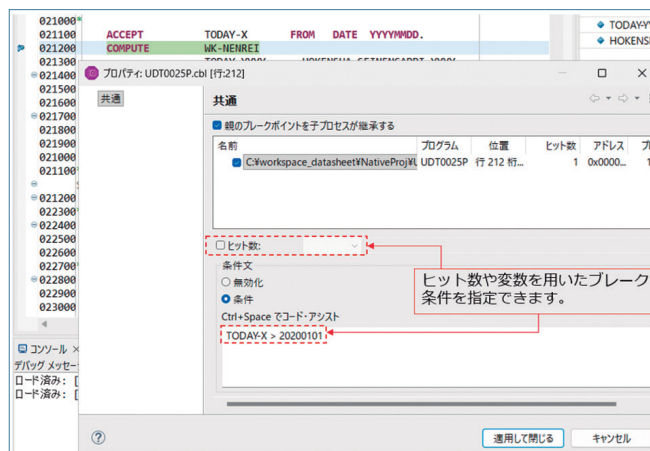 021000*
021100 ACCEPT TODAY-X FROM DATE YYYYMMDD.
021200 COMPUTE WK-NENREI
TODAY-YY
HOKENS
プロパティ: UDT0025P.cbl [行:212]
021400
021500
021600
021700
021800
021900
021000
021100*
021200
022300*
022400
022500
022600
022700*
022800
022900
023000
共通
共通
親のブレークポイントを子プロセスが継承する
名前 プログラム 位置 ヒット数 アドレス プ
C:¥workspace_datasheet¥NativeProj¥U UDT0025P 行 212 桁... 1 0x0000... 1
ヒット数:
条件文
無効化
条件
Ctrl+Space でコード・アシスト
TODAY-X > 20200101
ヒット数や変数を用いたブレーク
条件を指定できます。
コンソール
デバッグ メッセー
ロード済み: [
ロード済み: [
適用して閉じる
キャンセル